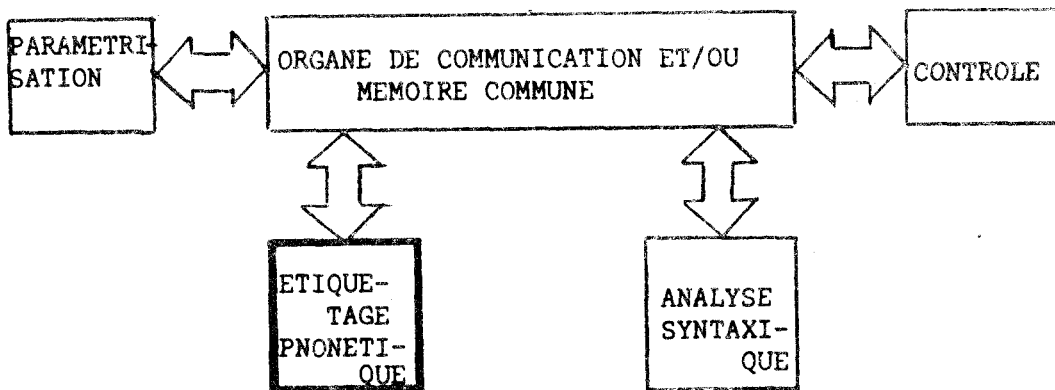 PARAMETRI-
SATION
ORGANE DE COMMUNICATION ET/OU
MEMOIRE COMMUNE
CONTROLE
ETIQUE-
TAGE
PNONETI-
QUE
ANALYSE
SYNTAXI-
QUE